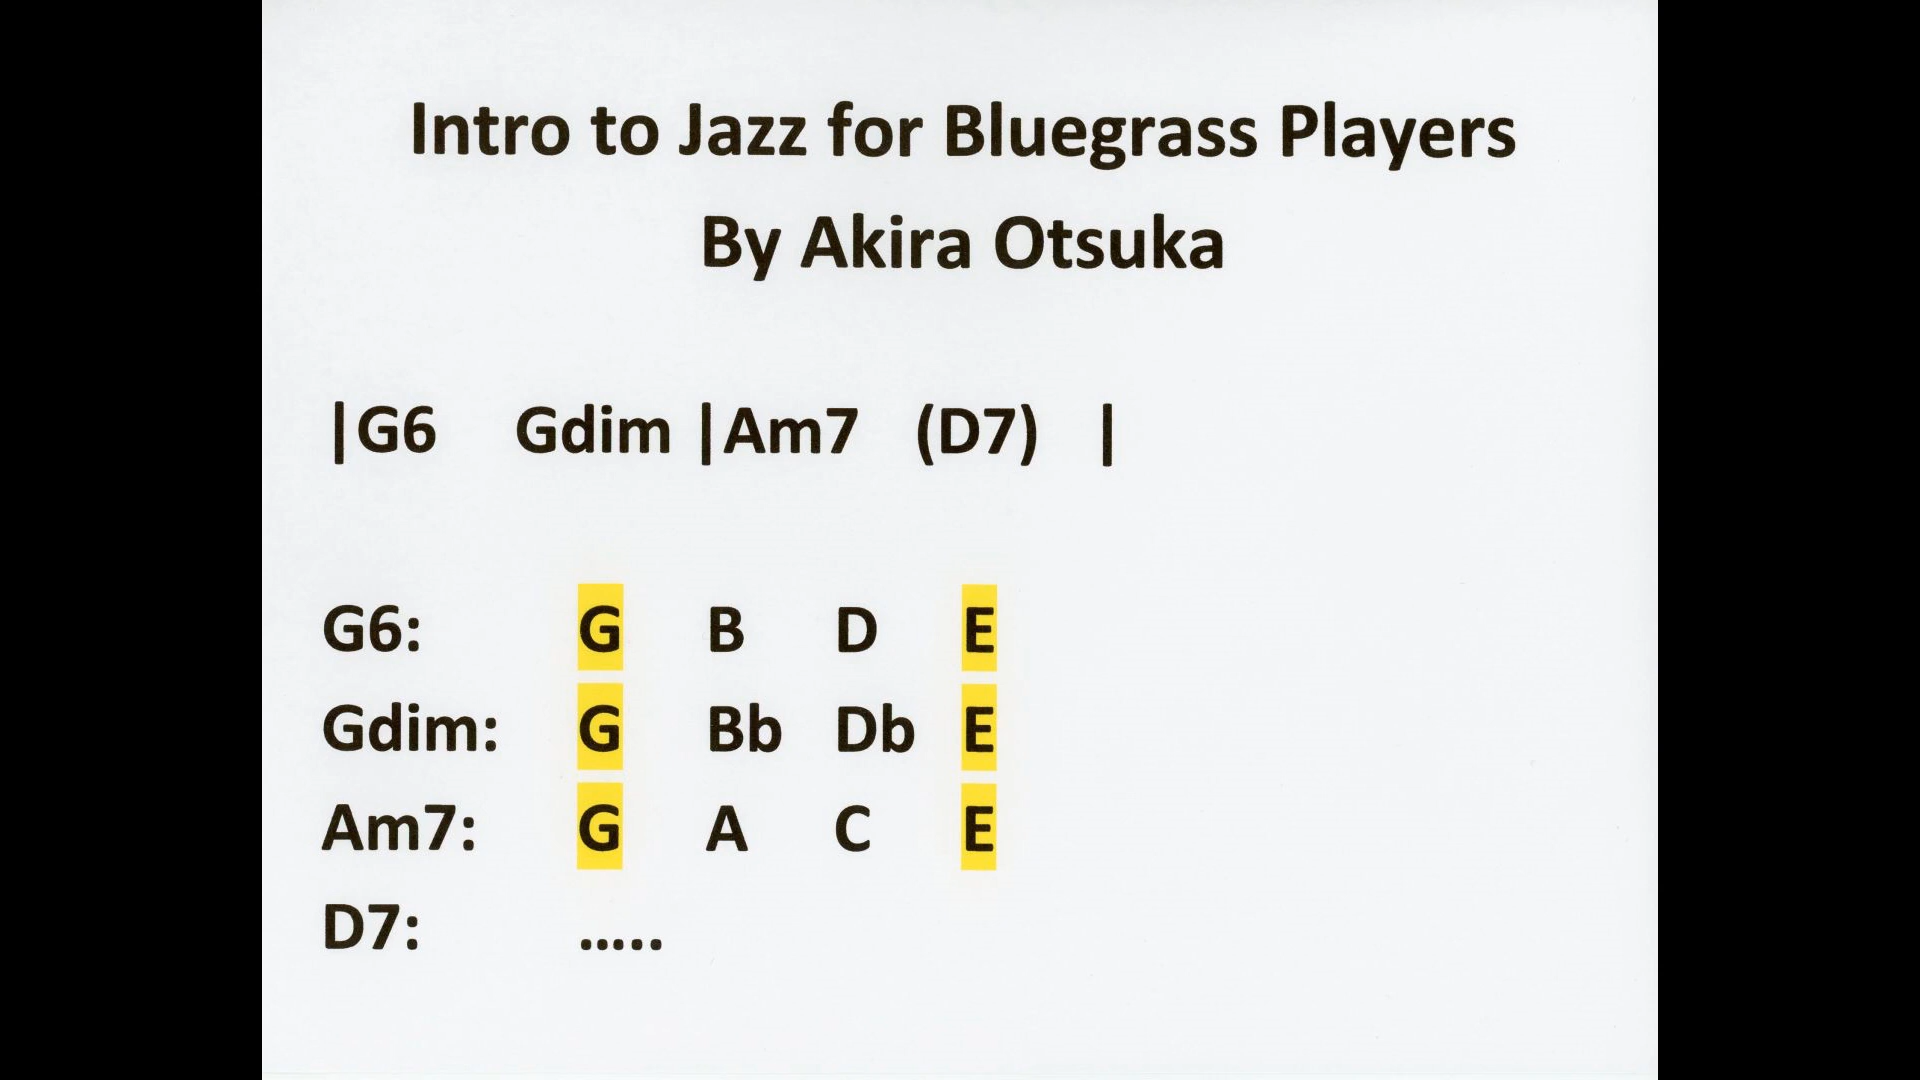 Intro to Jazz for Bluegrass Players
By Akira Otsuka
|G6 Gdim |Am7 (D7) |
G6: G B D E
Gdim: G Bb Db E
Am7: G A C E
D7: .....